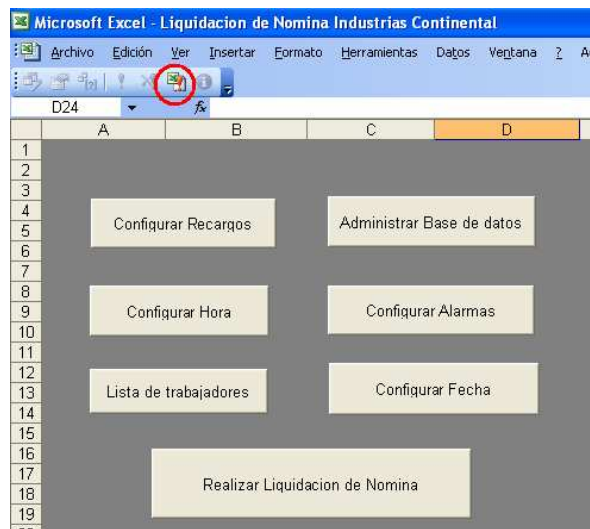 Microsoft Excel - Liquidacion de Nomina Industrias Continental
Archivo Edición Ver Insertar Formato Herramientas Datos Ventana ? A
D24 fx
A B C D
1
2
3
4
5
6
7
8
9
10
11
12
13
14
15
16
17
18
19
Configurar Recargos Administrar Base de datos
Configurar Hora Configurar Alarmas
Lista de trabajadores Configurar Fecha
Realizar Liquidacion de Nomina